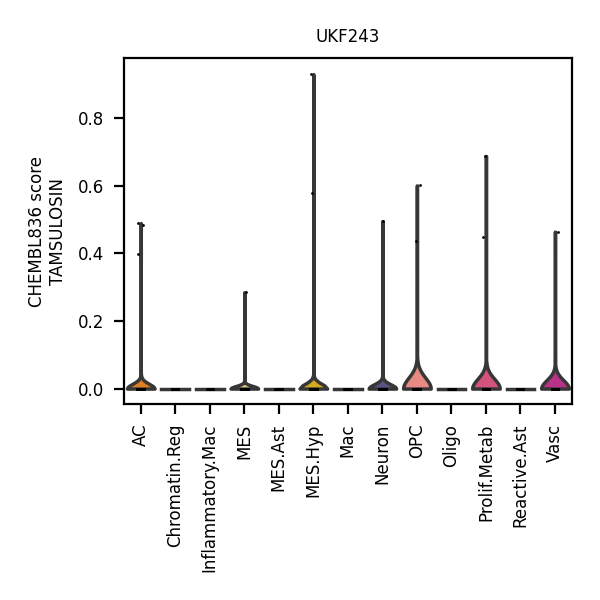 UKF243
CHEMBL836 score
TAMSULOSIN
0.8
0.6
0.4
0.2
0.0
AC
Chromatin.Reg
Inflammatory.Mac
MES
MES.Ast
MES.Hyp
Mac
Neuron
OPC
Oligo
Prolif.Metab
Reactive.Ast
Vasc